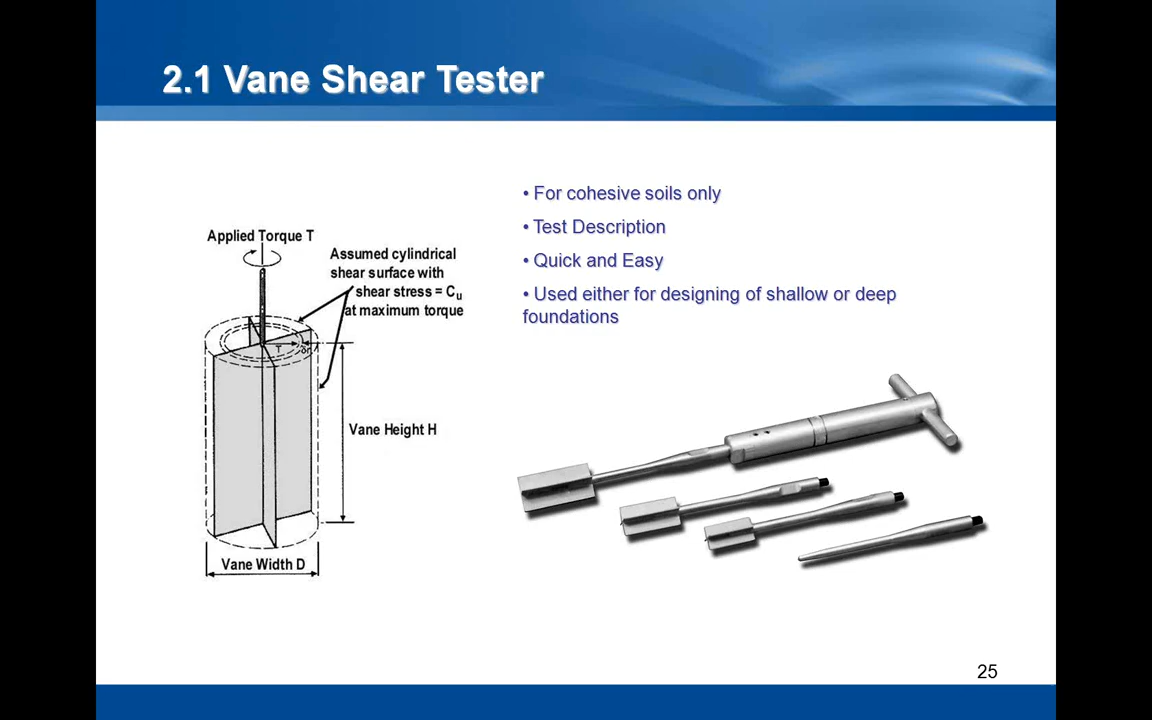 2.1 Vane Shear Tester
• For cohesive soils only
• Test Description
• Quick and Easy
• Used either for designing of shallow or deep
foundations
Applied Torque T
Assumed cylindrical
shear surface with
shear stress = Cu
at maximum torque
r
dr
Vane Height H
Vane Width D
25